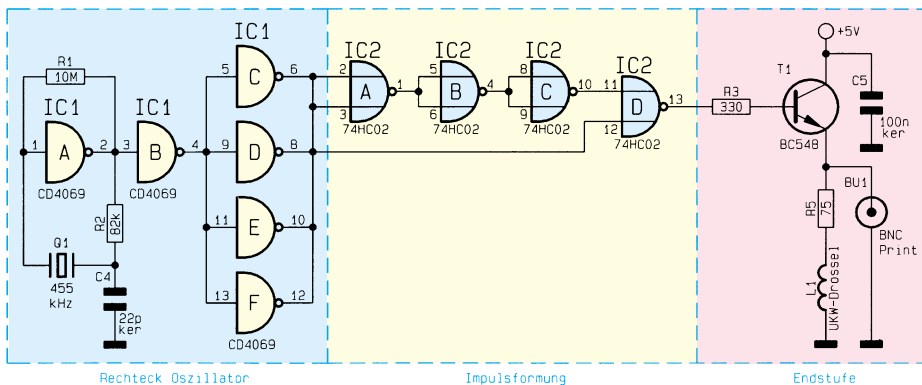 R1
10M
IC1
A
1
2
CD4069
IC1
B
3
4
CD4069
R2
82k
Q1
455
kHz
C4
22p
ker
IC1
5
C
6
9
D
8
11
E
10
13
F
12
CD4069
IC2
2
A
1
3
74HC02
IC2
5
B
4
6
74HC02
IC2
8
C
10
9
74HC02
IC2
11
D
13
12
74HC02
R3
330
+5V
T1
BC548
C5
100n
ker
R5
75
BU1
BNC
Print
L1
UKW-Drossel
Rechteck Oszillator
Impulsformung
Endstufe